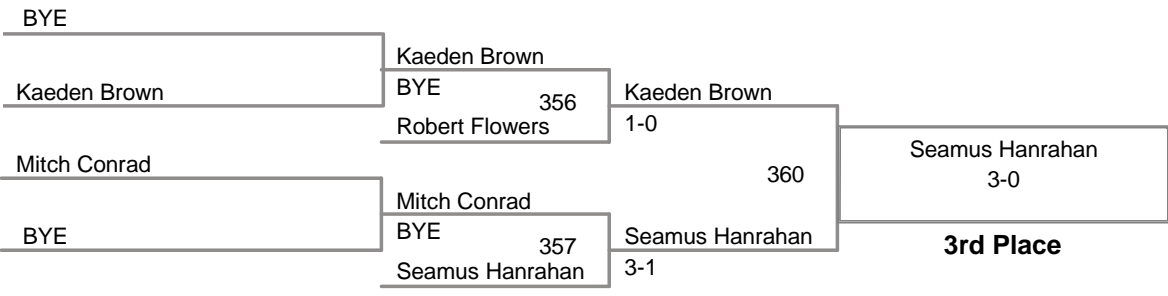 BYE
Kaeden Brown
Kaeden Brown
BYE
356
Robert Flowers
Kaeden Brown
1-0
Mitch Conrad
BYE
Mitch Conrad
BYE
357
Seamus Hanrahan
Seamus Hanrahan
3-1
360
Seamus Hanrahan
3-0
3rd Place